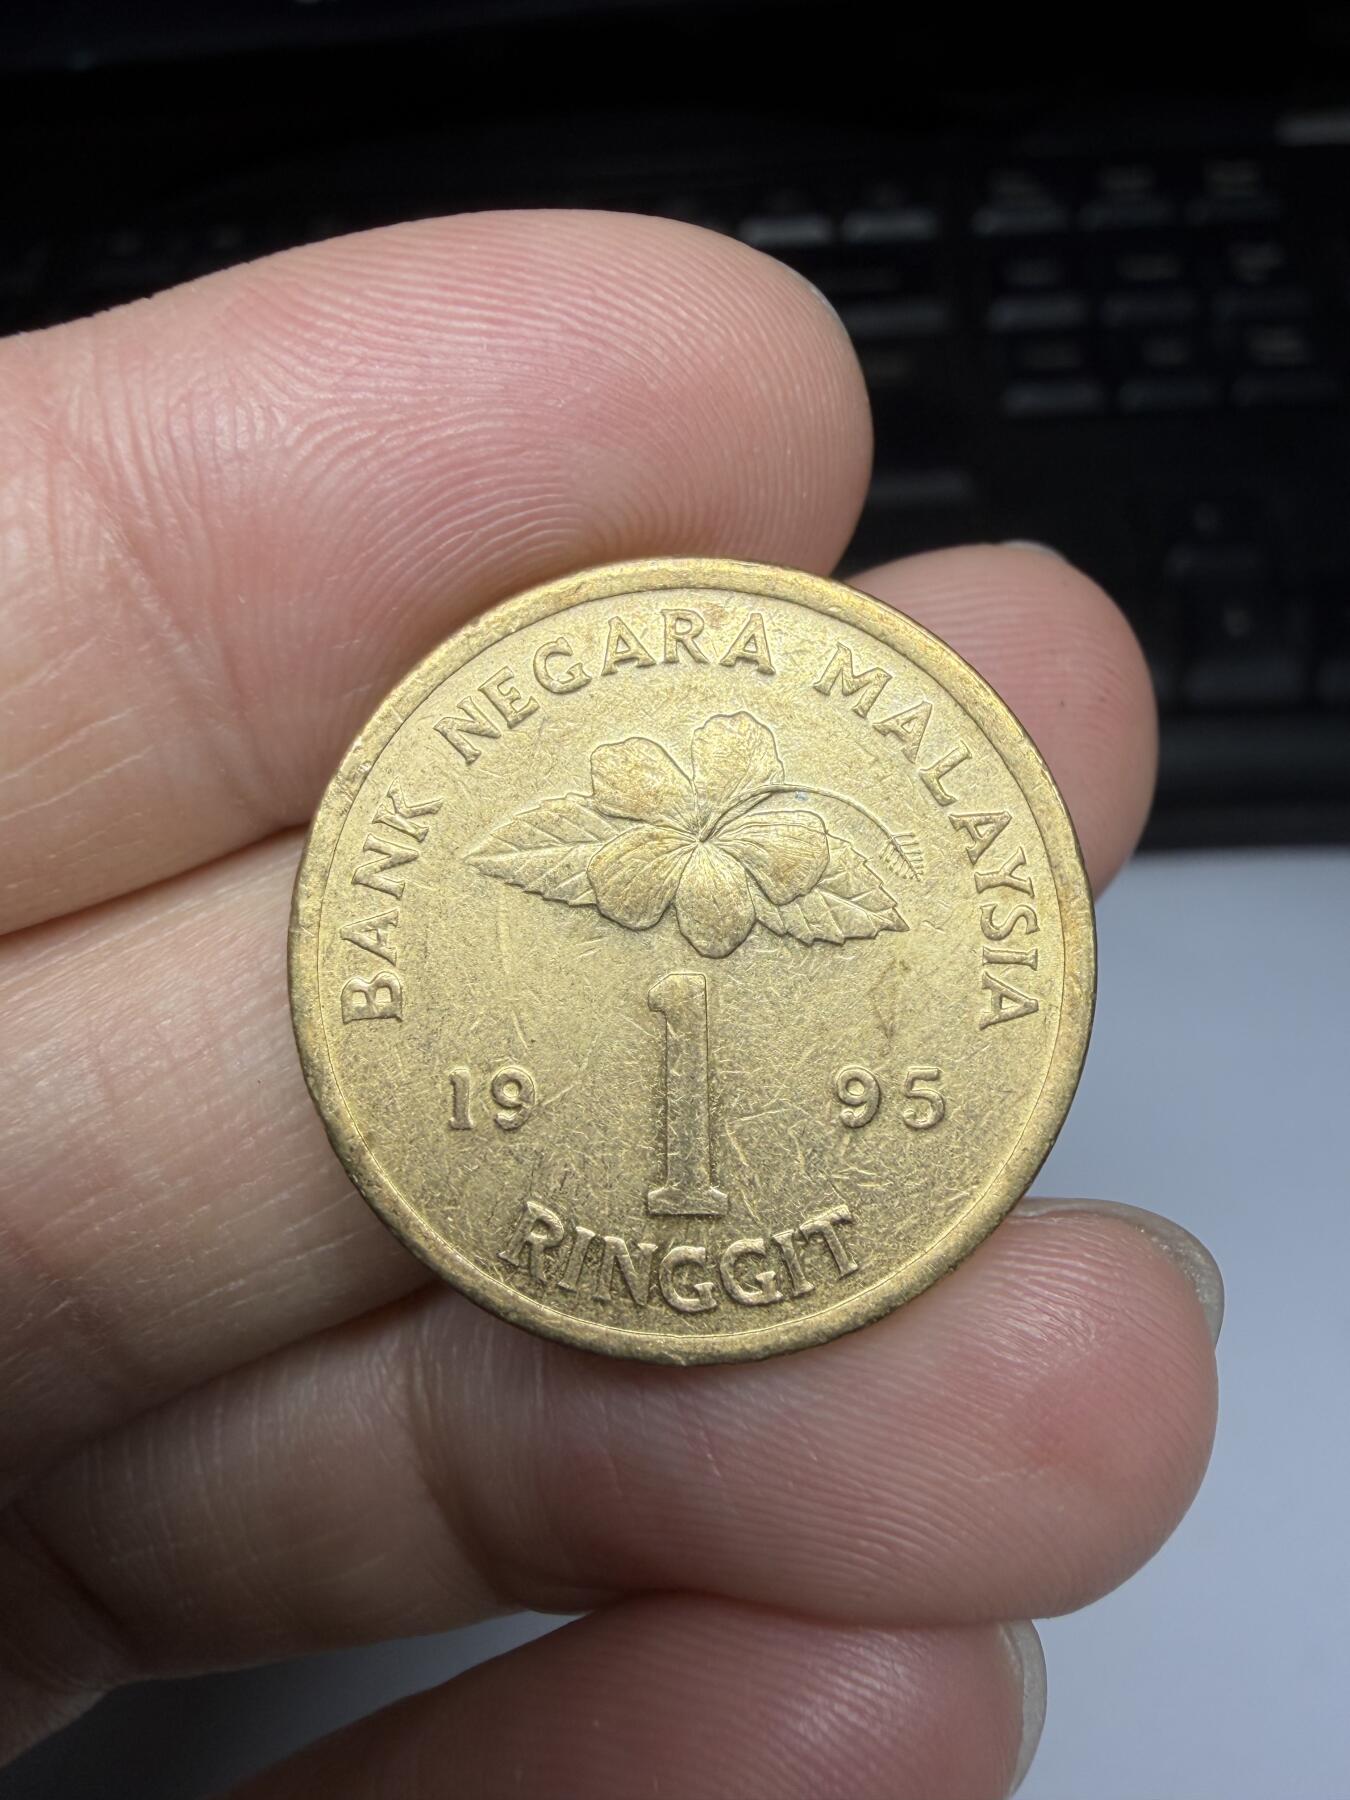 BANK NEGARA MALAYSIA
1
19 95
RINGGIT